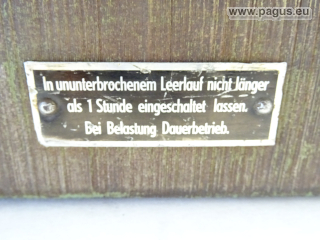 www.pagus.eu
In ununterbrochenem Leerlauf nicht länger
als 1 Stunde eingeschaltet lassen.
Bei Belastung Dauerbetrieb.